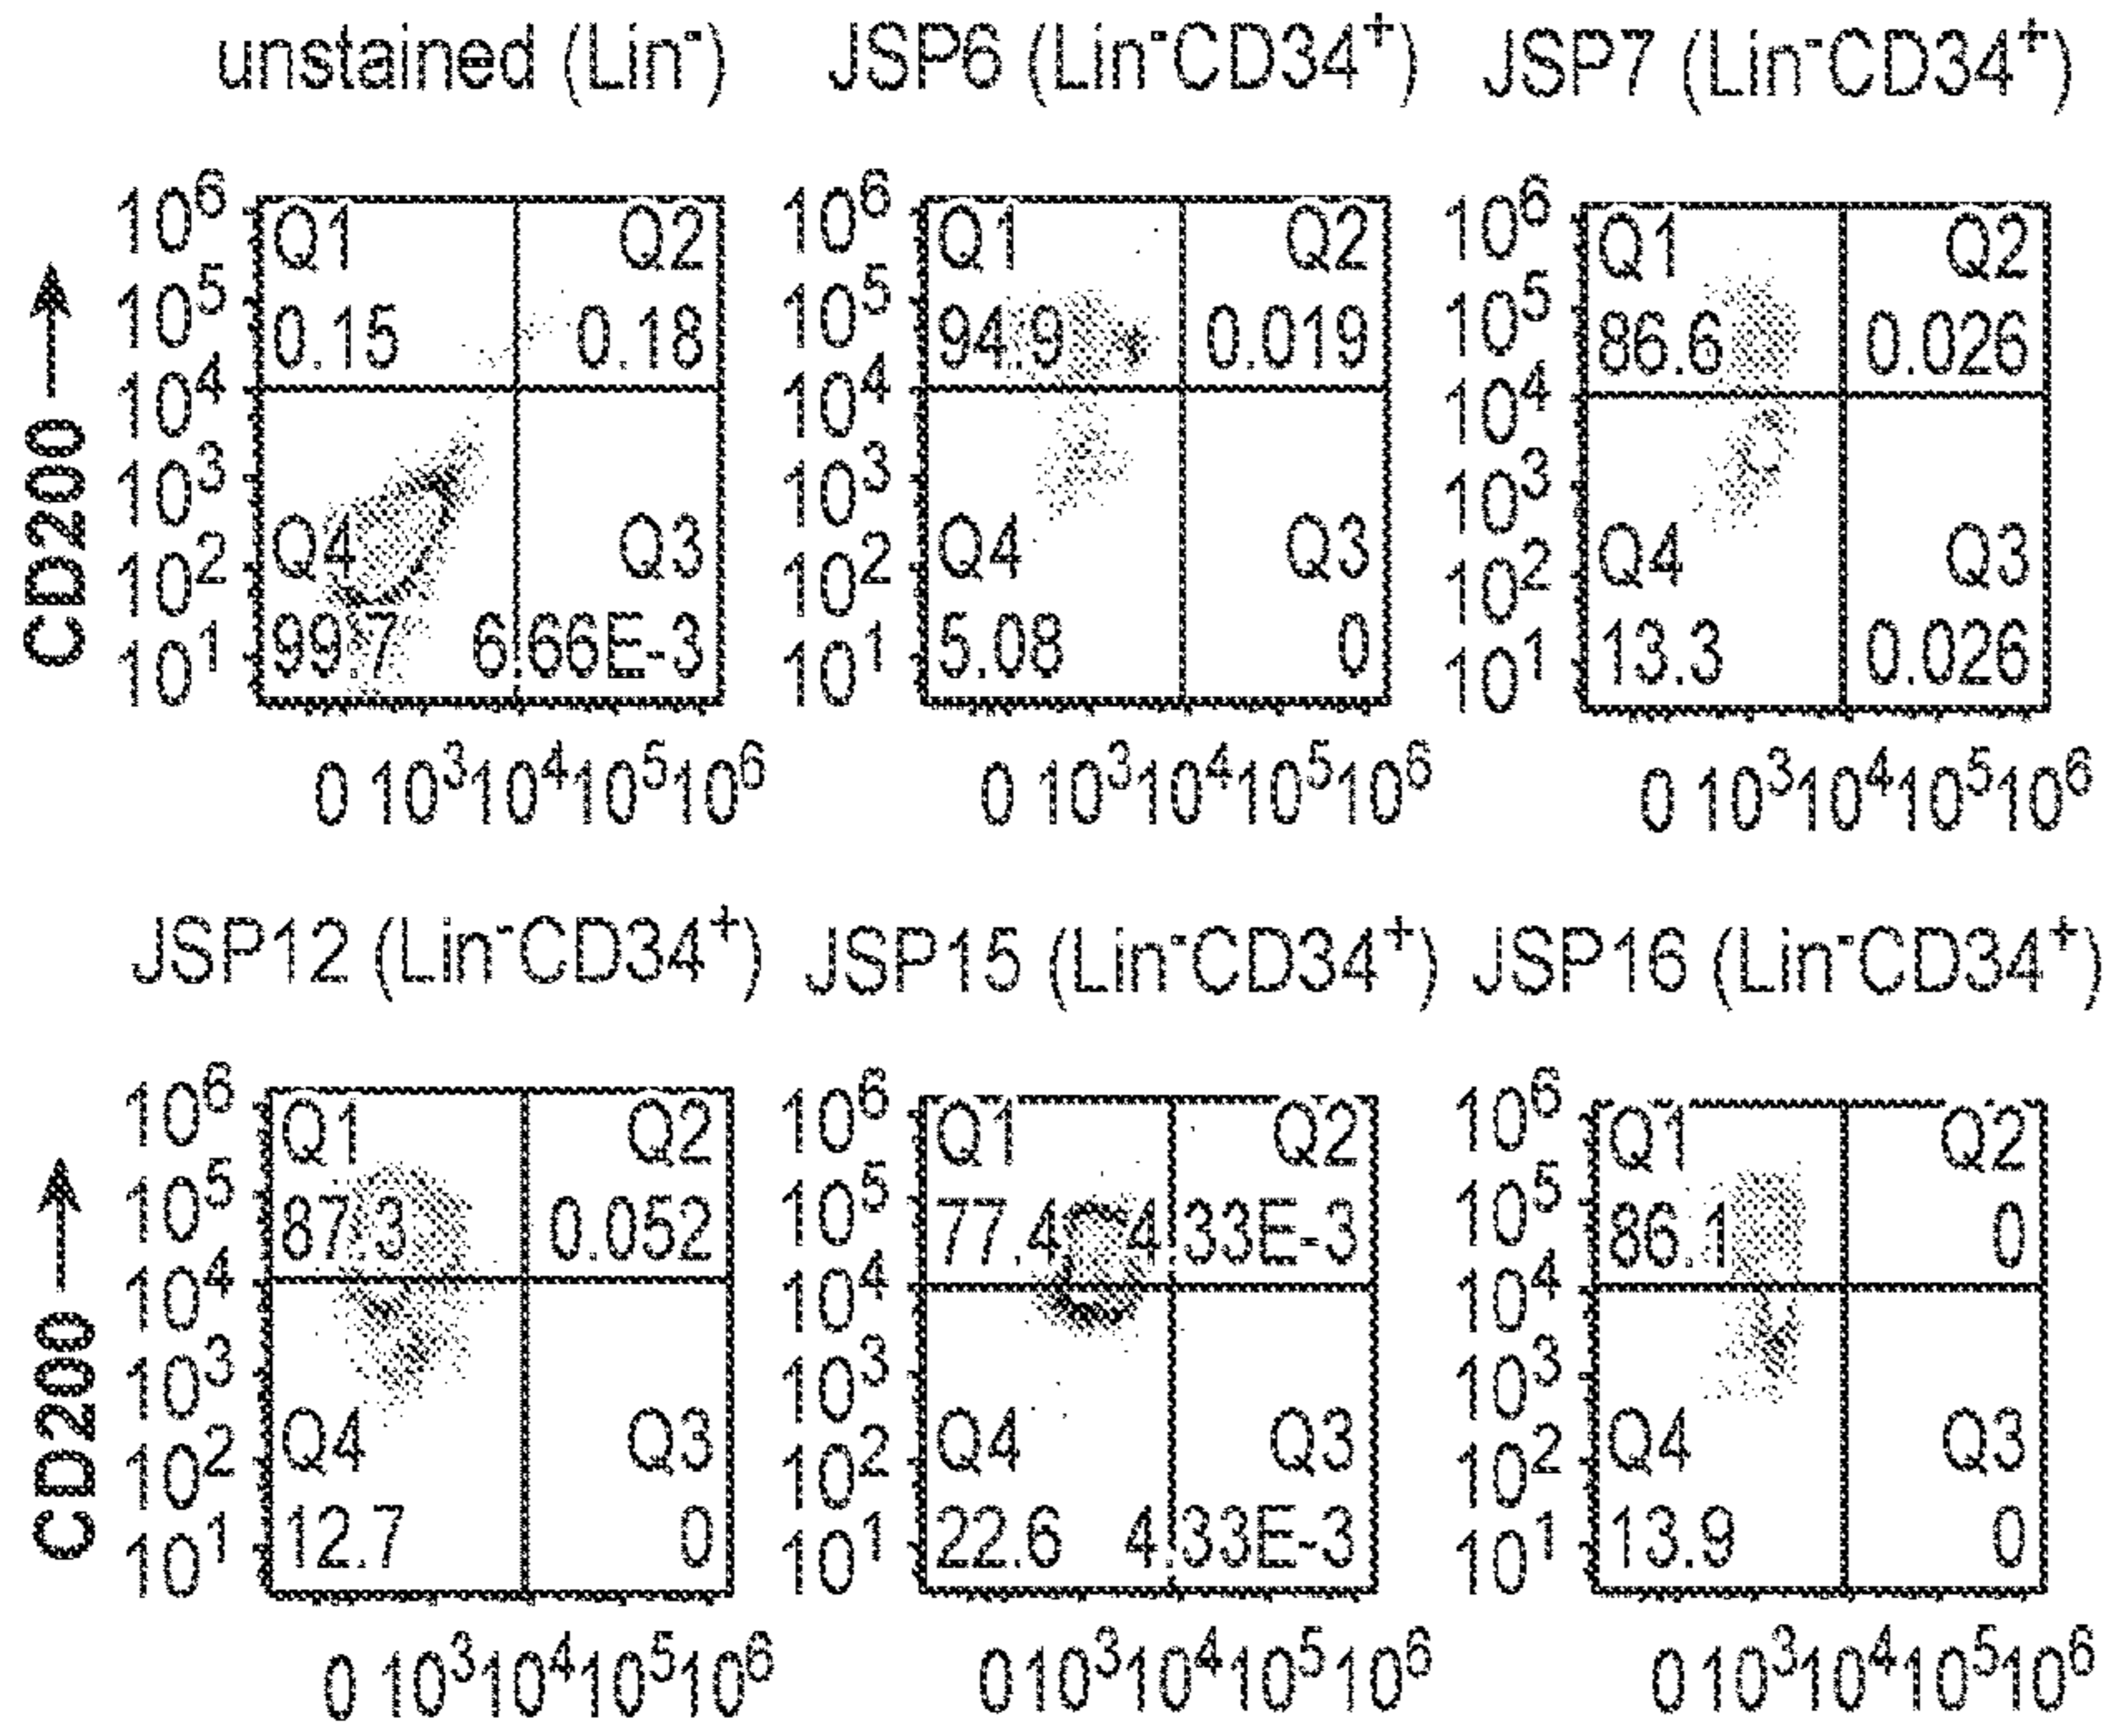 unstained (Lin⁻) JSP6 (Lin⁻CD34⁺) JSP7 (Lin⁻CD34⁺)
CD200
10⁶ 10⁵ 10⁴ 10³ 10² 10¹
Q1 Q2
0.15 0.18
Q4 Q3
99.7 6.66E-3
0 10³10⁴10⁵10⁶
10⁶ 10⁵ 10⁴ 10³ 10² 10¹
Q1 Q2
94.9 0.019
Q4 Q3
5.08 0
0 10³10⁴10⁵10⁶
10⁶ 10⁵ 10⁴ 10³ 10² 10¹
Q1 Q2
86.6 0.026
Q4 Q3
13.3 0.026
0 10³10⁴10⁵10⁶
JSP12 (Lin⁻CD34⁺) JSP15 (Lin⁻CD34⁺) JSP16 (Lin⁻CD34⁺)
CD200
10⁶ 10⁵ 10⁴ 10³ 10² 10¹
Q1 Q2
87.3 0.052
Q4 Q3
12.7 0
0 10³10⁴10⁵10⁶
10⁶ 10⁵ 10⁴ 10³ 10² 10¹
Q1 Q2
77.4 4.33E-3
Q4 Q3
22.6 4.33E-3
0 10³10⁴10⁵10⁶
10⁶ 10⁵ 10⁴ 10³ 10² 10¹
Q1 Q2
86.1 0
Q4 Q3
13.9 0
0 10³10⁴10⁵10⁶